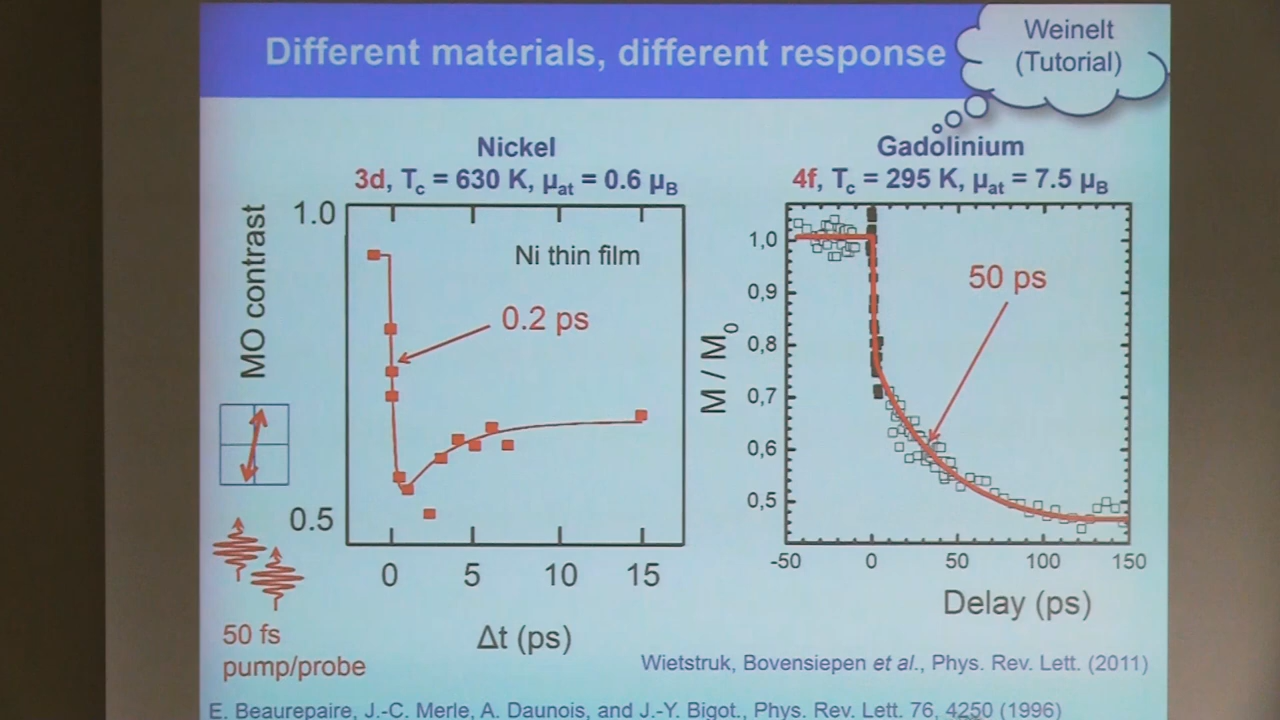 Different materials, different response
Weinelt
(Tutorial)
Nickel
3d, Tc = 630 K, μat = 0.6 μB
MO contrast
1.0
0.5
Ni thin film
0.2 ps
0
5
10
15
Δt (ps)
50 fs
pump/probe
Gadolinium
4f, Tc = 295 K, μat = 7.5 μB
M / M0
1,0
0,9
0,8
0,7
0,6
0,5
50 ps
-50
0
50
100
150
Delay (ps)
Wietstruk, Bovensiepen et al., Phys. Rev. Lett. (2011)
E. Beaurepaire, J.-C. Merle, A. Daunois, and J.-Y. Bigot., Phys. Rev. Lett. 76, 4250 (1996)